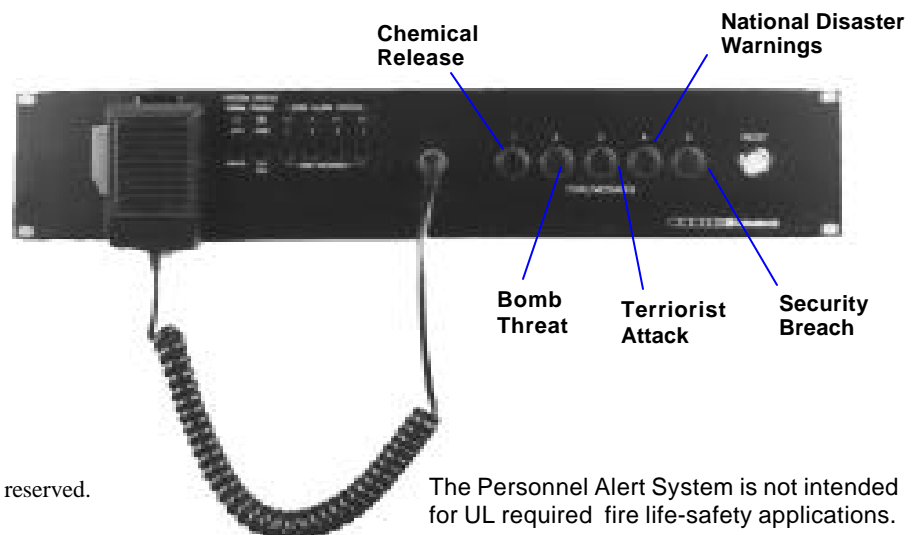 National Disaster
Warnings
Chemical
Release
Bomb
Threat
Terriorist
Attack
Security
Breach
reserved.
The Personnel Alert System is not intended
for UL required fire life-safety applications.